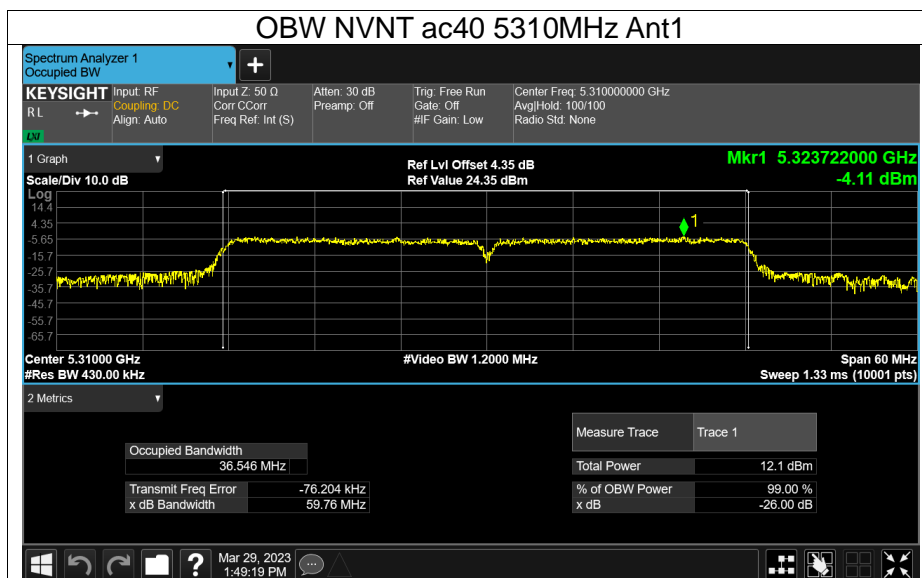 OBW NVNT ac40 5310MHz Ant1
Spectrum Analyzer 1
Occupied BW
KEYSIGHT
R L
LXI
Input: RF
Coupling: DC
Align: Auto
Input Z: 50 Ω
Corr CCorr
Freq Ref: Int (S)
Atten: 30 dB
Preamp: Off
Trig: Free Run
Gate: Off
#IF Gain: Low
Center Freq: 5.310000000 GHz
Avg|Hold: 100/100
Radio Std: None
1 Graph
Scale/Div 10.0 dB
Ref Lvl Offset 4.35 dB
Ref Value 24.35 dBm
Mkr1 5.323722000 GHz
-4.11 dBm
Log
14.4
4.35
-5.65
-15.7
-25.7
-35.7
-45.7
-55.7
-65.7
1
Center 5.31000 GHz
#Res BW 430.00 kHz
#Video BW 1.2000 MHz
Span 60 MHz
Sweep 1.33 ms (10001 pts)
2 Metrics
Occupied Bandwidth
36.546 MHz
Transmit Freq Error -76.204 kHz
x dB Bandwidth 59.76 MHz
Measure Trace Trace 1
Total Power 12.1 dBm
% of OBW Power 99.00 %
x dB -26.00 dB
?
Mar 29, 2023
1:49:19 PM